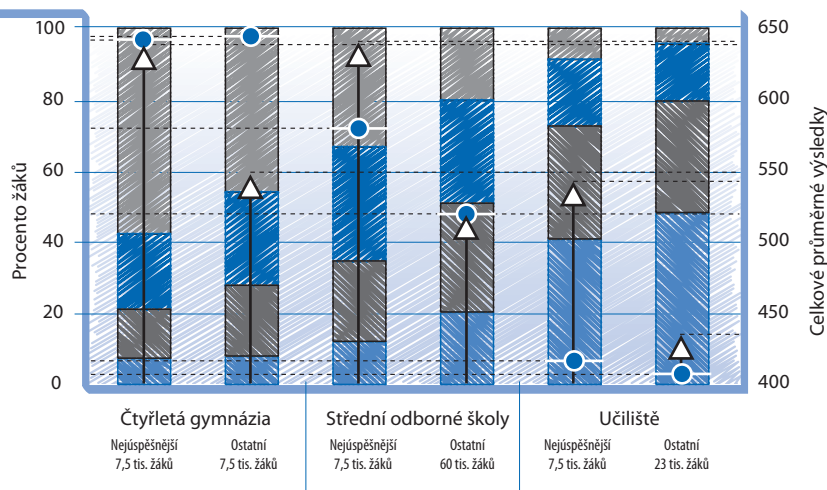 100
80
60
40
20
0
Procento žáků
650
600
550
500
450
400
Celkové průměrné výsledky
Čtyřletá gymnázia
Střední odborné školy
Učiliště
Nejúspěšnější
7,5 tis. žáků
Ostatní
7,5 tis. žáků
Nejúspěšnější
7,5 tis. žáků
Ostatní
60 tis. žáků
Nejúspěšnější
7,5 tis. žáků
Ostatní
23 tis. žáků